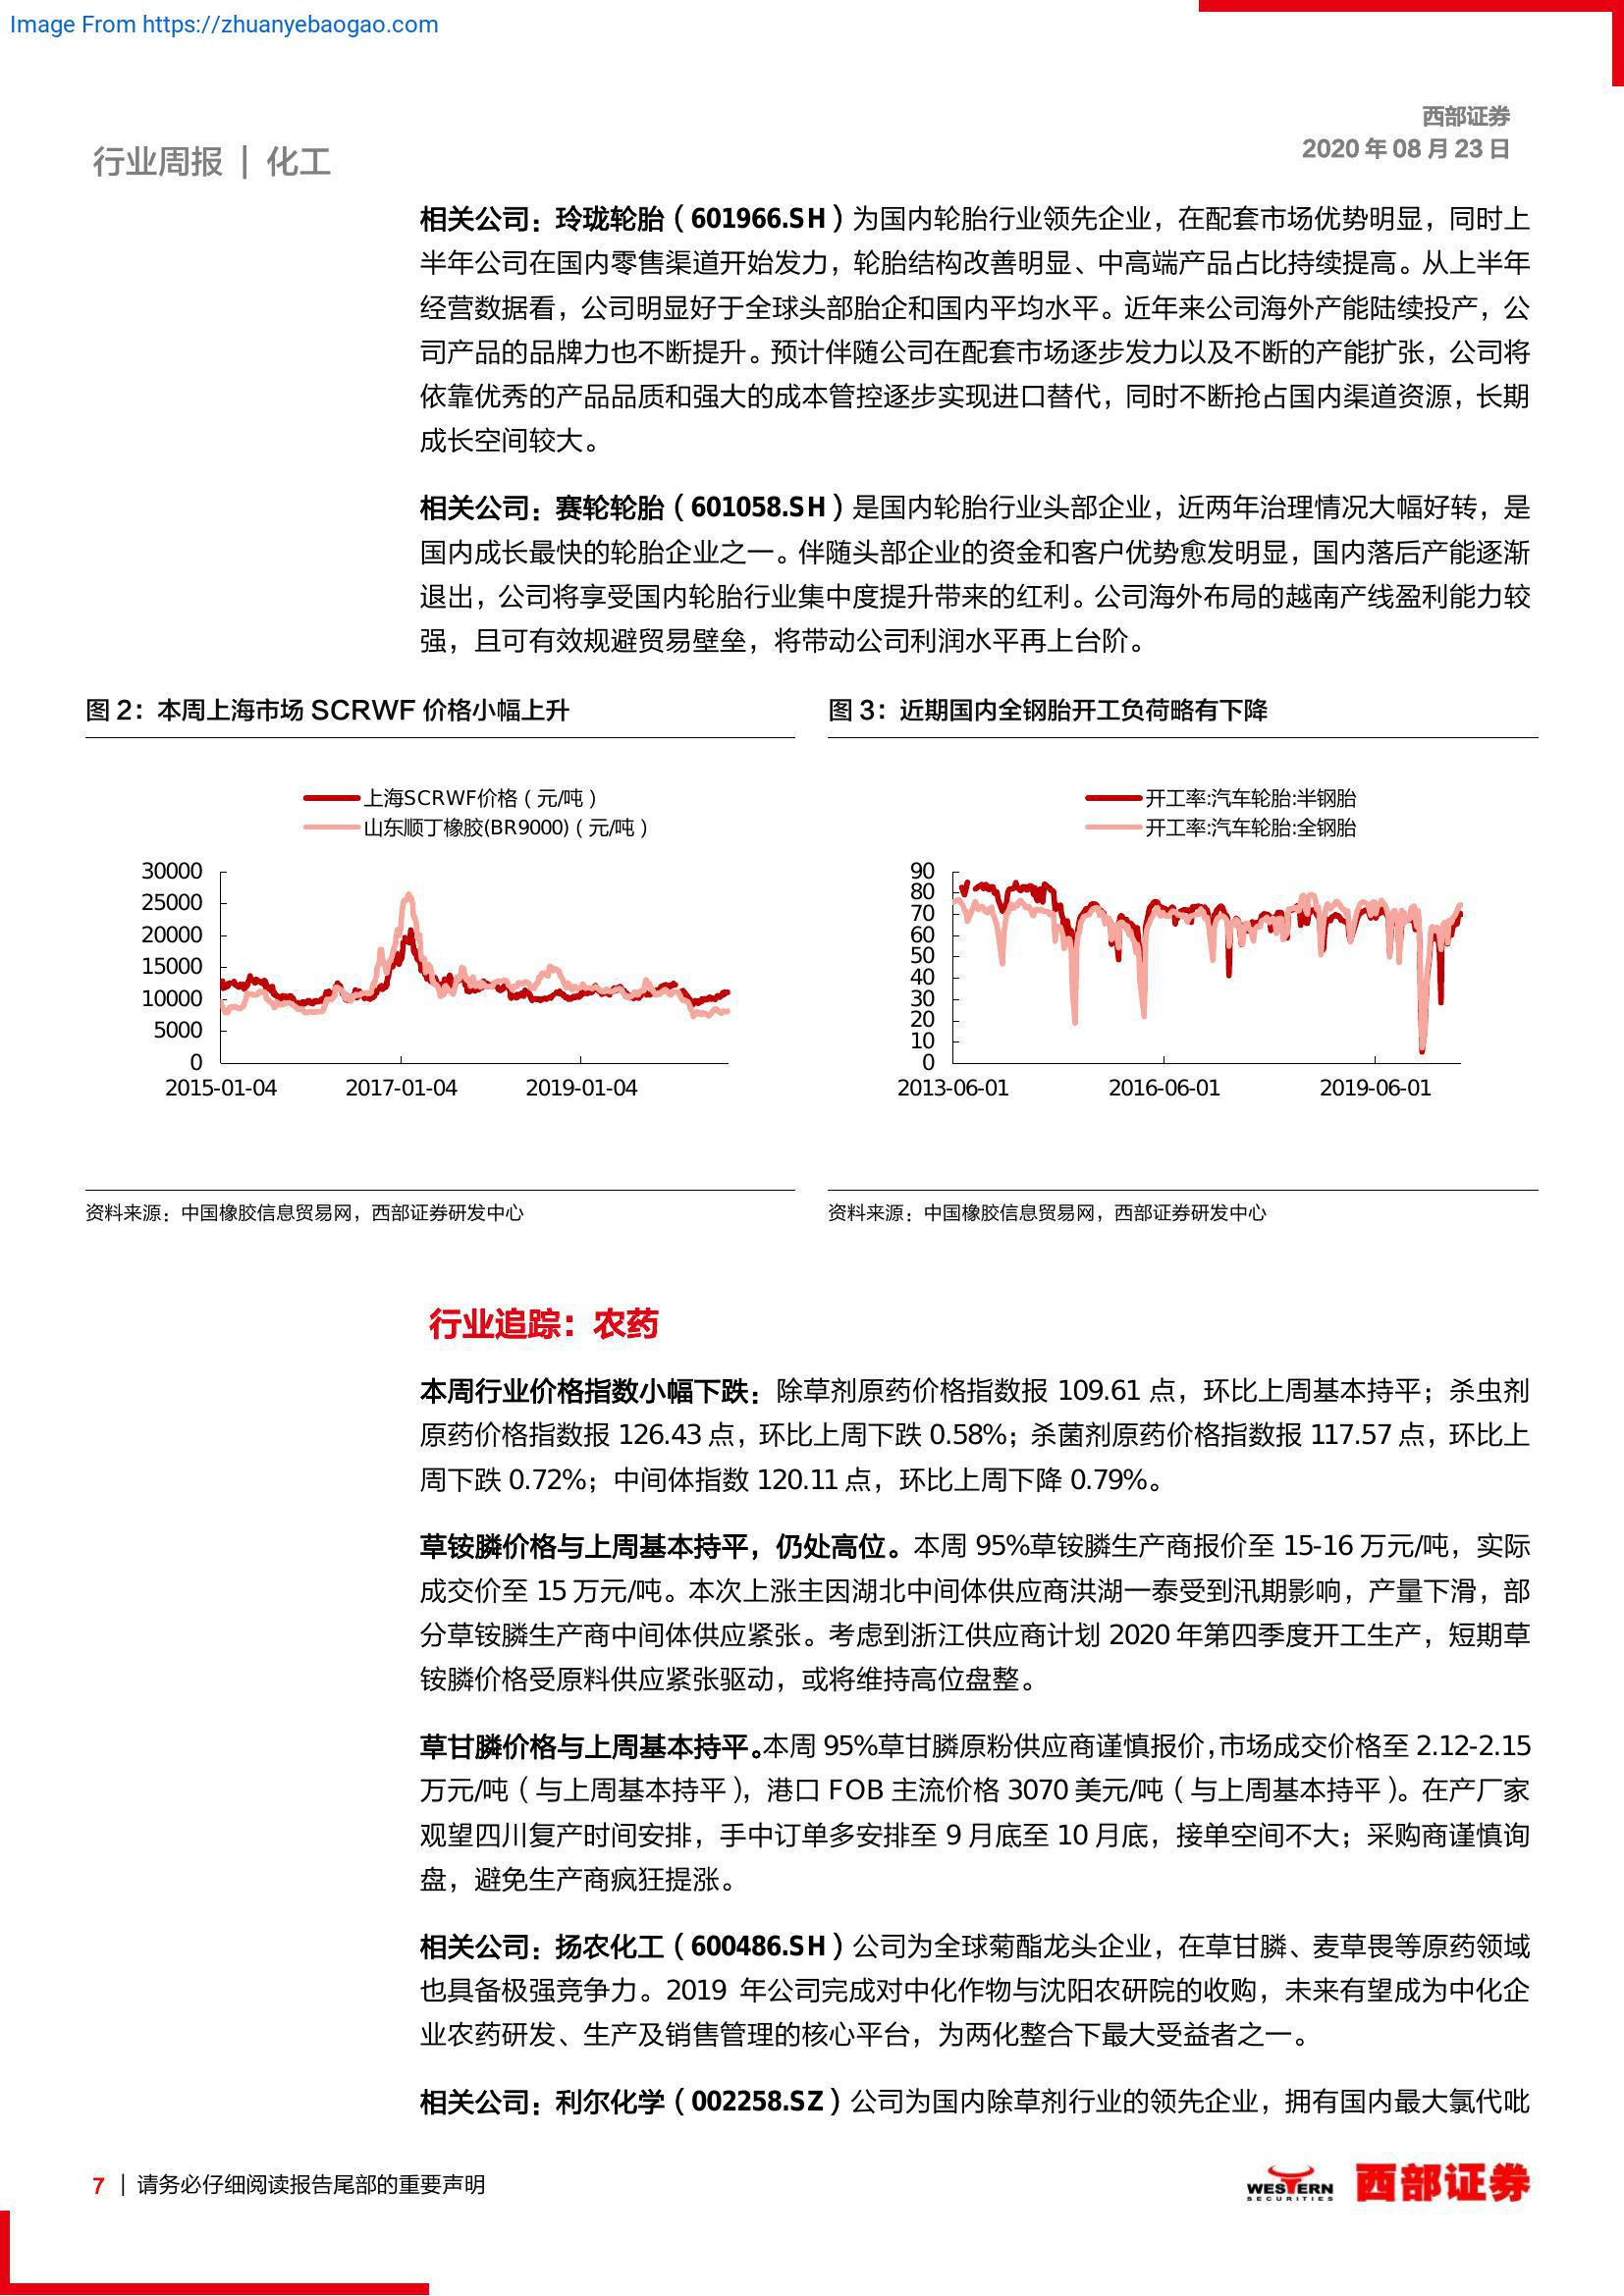 Image From https://zhuanyebaogao.com
西部证券
2020 年 08 月 23 日
行业周报 | 化工
相关公司：玲珑轮胎（601966.SH）为国内轮胎行业领先企业，在配套市场优势明显，同时上
半年公司在国内零售渠道开始发力，轮胎结构改善明显、中高端产品占比持续提高。从上半年
经营数据看，公司明显好于全球头部胎企和国内平均水平。近年来公司海外产能陆续投产，公
司产品的品牌力也不断提升。预计伴随公司在配套市场逐步发力以及不断的产能扩张，公司将
依靠优秀的产品品质和强大的成本管控逐步实现进口替代，同时不断抢占国内渠道资源，长期
成长空间较大。
相关公司：赛轮轮胎（601058.SH）是国内轮胎行业头部企业，近两年治理情况大幅好转，是
国内成长最快的轮胎企业之一。伴随头部企业的资金和客户优势愈发明显，国内落后产能逐渐
退出，公司将享受国内轮胎行业集中度提升带来的红利。公司海外布局的越南产线盈利能力较
强，且可有效规避贸易壁垒，将带动公司利润水平再上台阶。
图 2：本周上海市场 SCRWF 价格小幅上升
上海SCRWF价格（元/吨）
山东顺丁橡胶(BR9000)（元/吨）
30000
25000
20000
15000
10000
5000
0
2015-01-04 2017-01-04 2019-01-04
资料来源：中国橡胶信息贸易网，西部证券研发中心
图 3：近期国内全钢胎开工负荷略有下降
开工率:汽车轮胎:半钢胎
开工率:汽车轮胎:全钢胎
90
80
70
60
50
40
30
20
10
0
2013-06-01 2016-06-01 2019-06-01
资料来源：中国橡胶信息贸易网，西部证券研发中心
行业追踪：农药
本周行业价格指数小幅下跌：除草剂原药价格指数报 109.61 点，环比上周基本持平；杀虫剂
原药价格指数报 126.43 点，环比上周下跌 0.58%；杀菌剂原药价格指数报 117.57 点，环比上
周下跌 0.72%；中间体指数 120.11 点，环比上周下降 0.79%。
草铵膦价格与上周基本持平，仍处高位。本周 95%草铵膦生产商报价至 15-16 万元/吨，实际
成交价至 15 万元/吨。本次上涨主因湖北中间体供应商洪湖一泰受到汛期影响，产量下滑，部
分草铵膦生产商中间体供应紧张。考虑到浙江供应商计划 2020 年第四季度开工生产，短期草
铵膦价格受原料供应紧张驱动，或将维持高位盘整。
草甘膦价格与上周基本持平。本周 95%草甘膦原粉供应商谨慎报价，市场成交价格至 2.12-2.15
万元/吨（与上周基本持平），港口 FOB 主流价格 3070 美元/吨（与上周基本持平）。在产厂家
观望四川复产时间安排，手中订单多安排至 9 月底至 10 月底，接单空间不大；采购商谨慎询
盘，避免生产商疯狂提涨。
相关公司：扬农化工（600486.SH）公司为全球菊酯龙头企业，在草甘膦、麦草畏等原药领域
也具备极强竞争力。2019 年公司完成对中化作物与沈阳农研院的收购，未来有望成为中化企
业农药研发、生产及销售管理的核心平台，为两化整合下最大受益者之一。
相关公司：利尔化学（002258.SZ）公司为国内除草剂行业的领先企业，拥有国内最大氯代吡
7 | 请务必仔细阅读报告尾部的重要声明
WESTERN
SECURITIES
西部证券